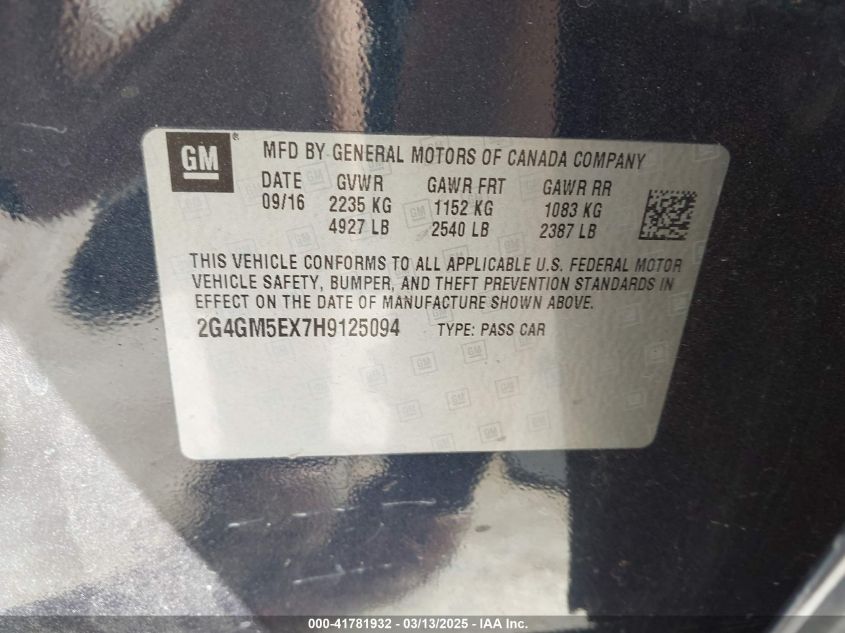 GM® MFD BY GENERAL MOTORS OF CANADA COMPANY
DATE GVWR GAWR FRT GAWR RR
09/16 2235 KG 1152 KG 1083 KG
4927 LB 2540 LB 2387 LB
THIS VEHICLE CONFORMS TO ALL APPLICABLE U.S. FEDERAL MOTOR
VEHICLE SAFETY, BUMPER, AND THEFT PREVENTION STANDARDS IN
EFFECT ON THE DATE OF MANUFACTURE SHOWN ABOVE.
2G4GM5EX7H9125094 TYPE: PASS CAR
000-41781932 - 03/13/2025 - IAA Inc.